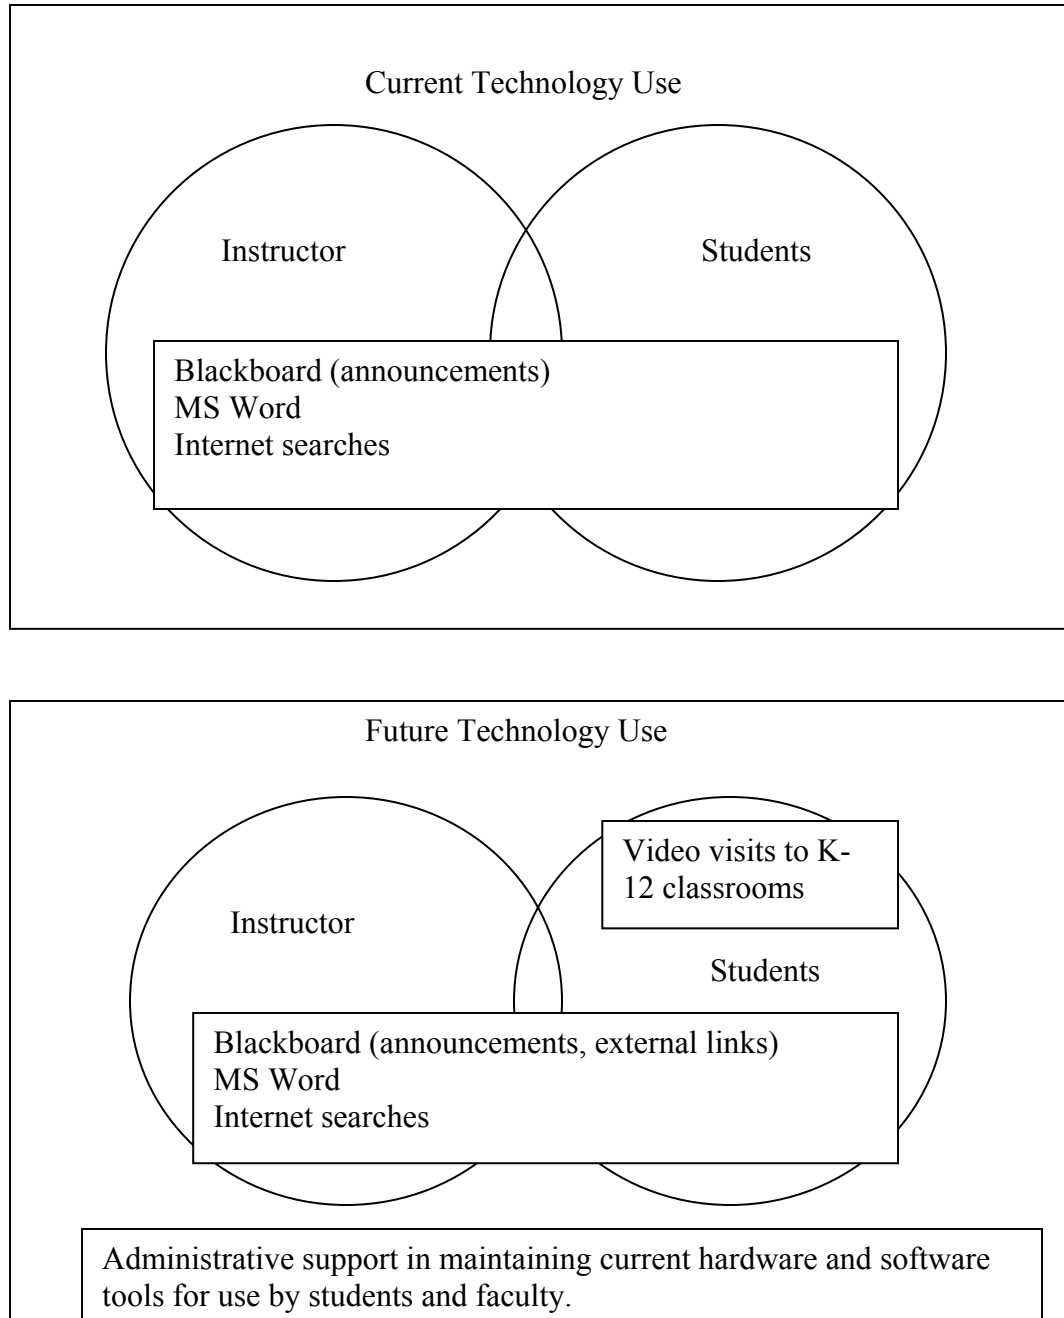 Current Technology Use
Instructor
Students
Blackboard (announcements)
MS Word
Internet searches
Future Technology Use
Video visits to K-
12 classrooms
Instructor
Students
Blackboard (announcements, external links)
MS Word
Internet searches
Administrative support in maintaining current hardware and software
tools for use by students and faculty.